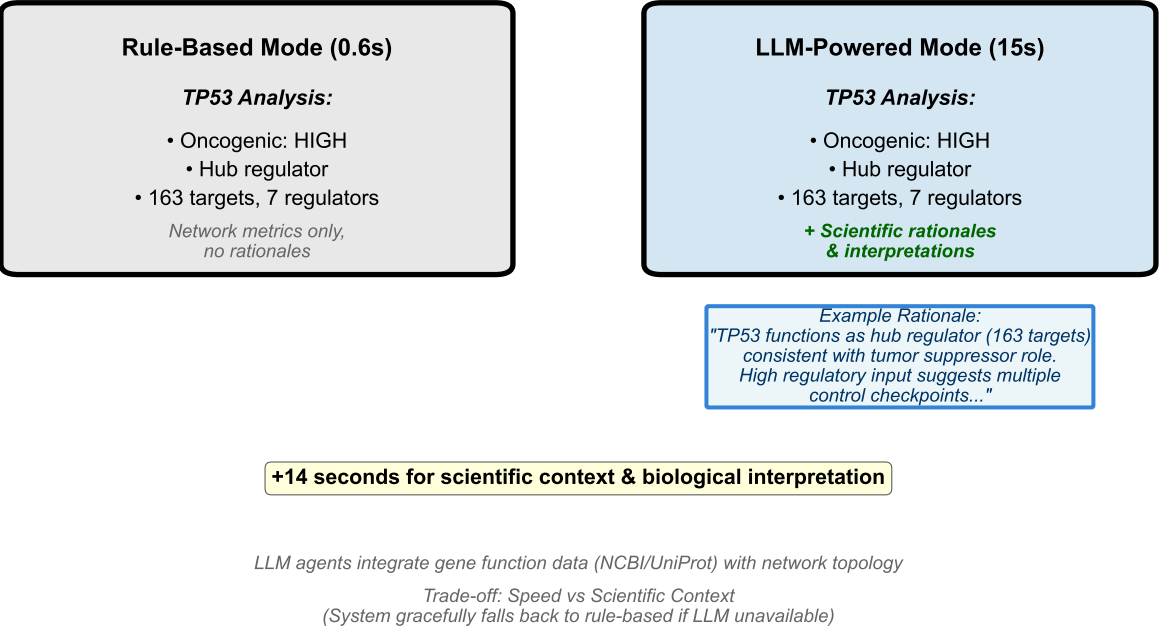 Rule-Based Mode (0.6s)
TP53 Analysis:
• Oncogenic: HIGH
• Hub regulator
• 163 targets, 7 regulators
Network metrics only,
no rationales
LLM-Powered Mode (15s)
TP53 Analysis:
• Oncogenic: HIGH
• Hub regulator
• 163 targets, 7 regulators
+ Scientific rationales
& interpretations
Example Rationale:
"TP53 functions as hub regulator (163 targets)
consistent with tumor suppressor role.
High regulatory input suggests multiple
control checkpoints..."
+14 seconds for scientific context & biological interpretation
LLM agents integrate gene function data (NCBI/UniProt) with network topology
Trade-off: Speed vs Scientific Context
(System gracefully falls back to rule-based if LLM unavailable)